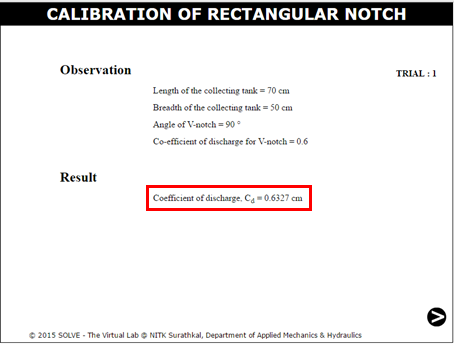 CALIBRATION OF RECTANGULAR NOTCH
Observation
TRIAL : 1
Length of the collecting tank = 70 cm
Breadth of the collecting tank = 50 cm
Angle of V-notch = 90 °
Co-efficient of discharge for V-notch = 0.6
Result
Coefficient of discharge, Cd = 0.6327 cm
© 2015 SOLVE - The Virtual Lab @ NITK Surathkal, Department of Applied Mechanics & Hydraulics